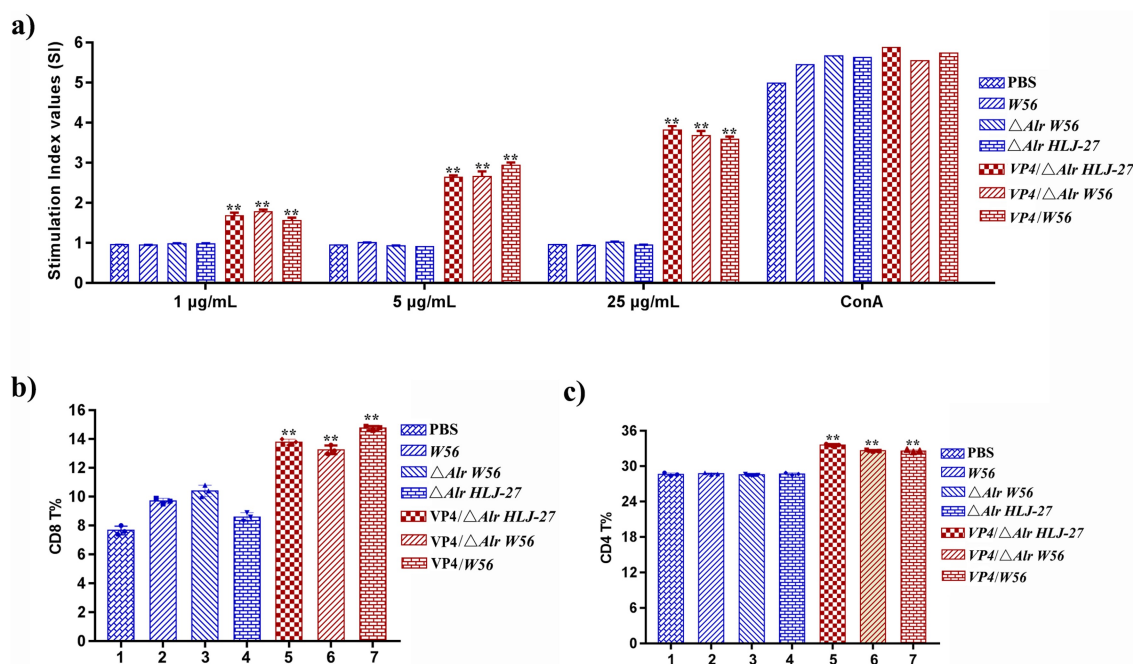 a)
Stimulation Index values (SI)
6
5
4
3
2
1
0
** ** **
** ** **
** ** **
1 µg/mL 5 µg/mL 25 µg/mL ConA
PBS
W56
△Alr W56
△Alr HLJ-27
VP4/△Alr HLJ-27
VP4/△Alr W56
VP4/W56
b)
CD8 T%
16
14
12
10
8
6
4
2
0
** ** **
1 2 3 4 5 6 7
PBS
W56
△Alr W56
△Alr HLJ-27
VP4/△Alr HLJ-27
VP4/△Alr W56
VP4/W56
c)
CD4 T%
36
30
24
18
12
6
0
** ** **
1 2 3 4 5 6 7
PBS
W56
△Alr W56
△Alr HLJ-27
VP4/△Alr HLJ-27
VP4/△Alr W56
VP4/W56